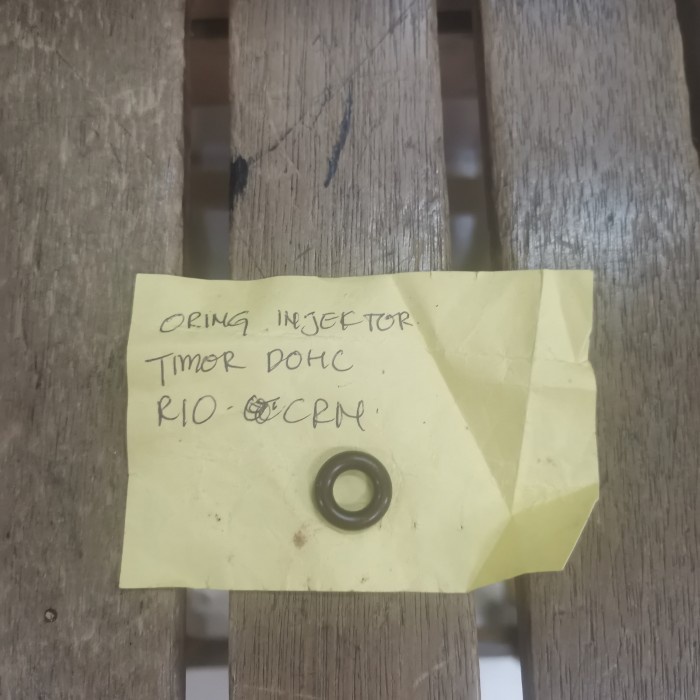 ORING INJEKTOR
TIMOR DOHC
RIO. CRM.